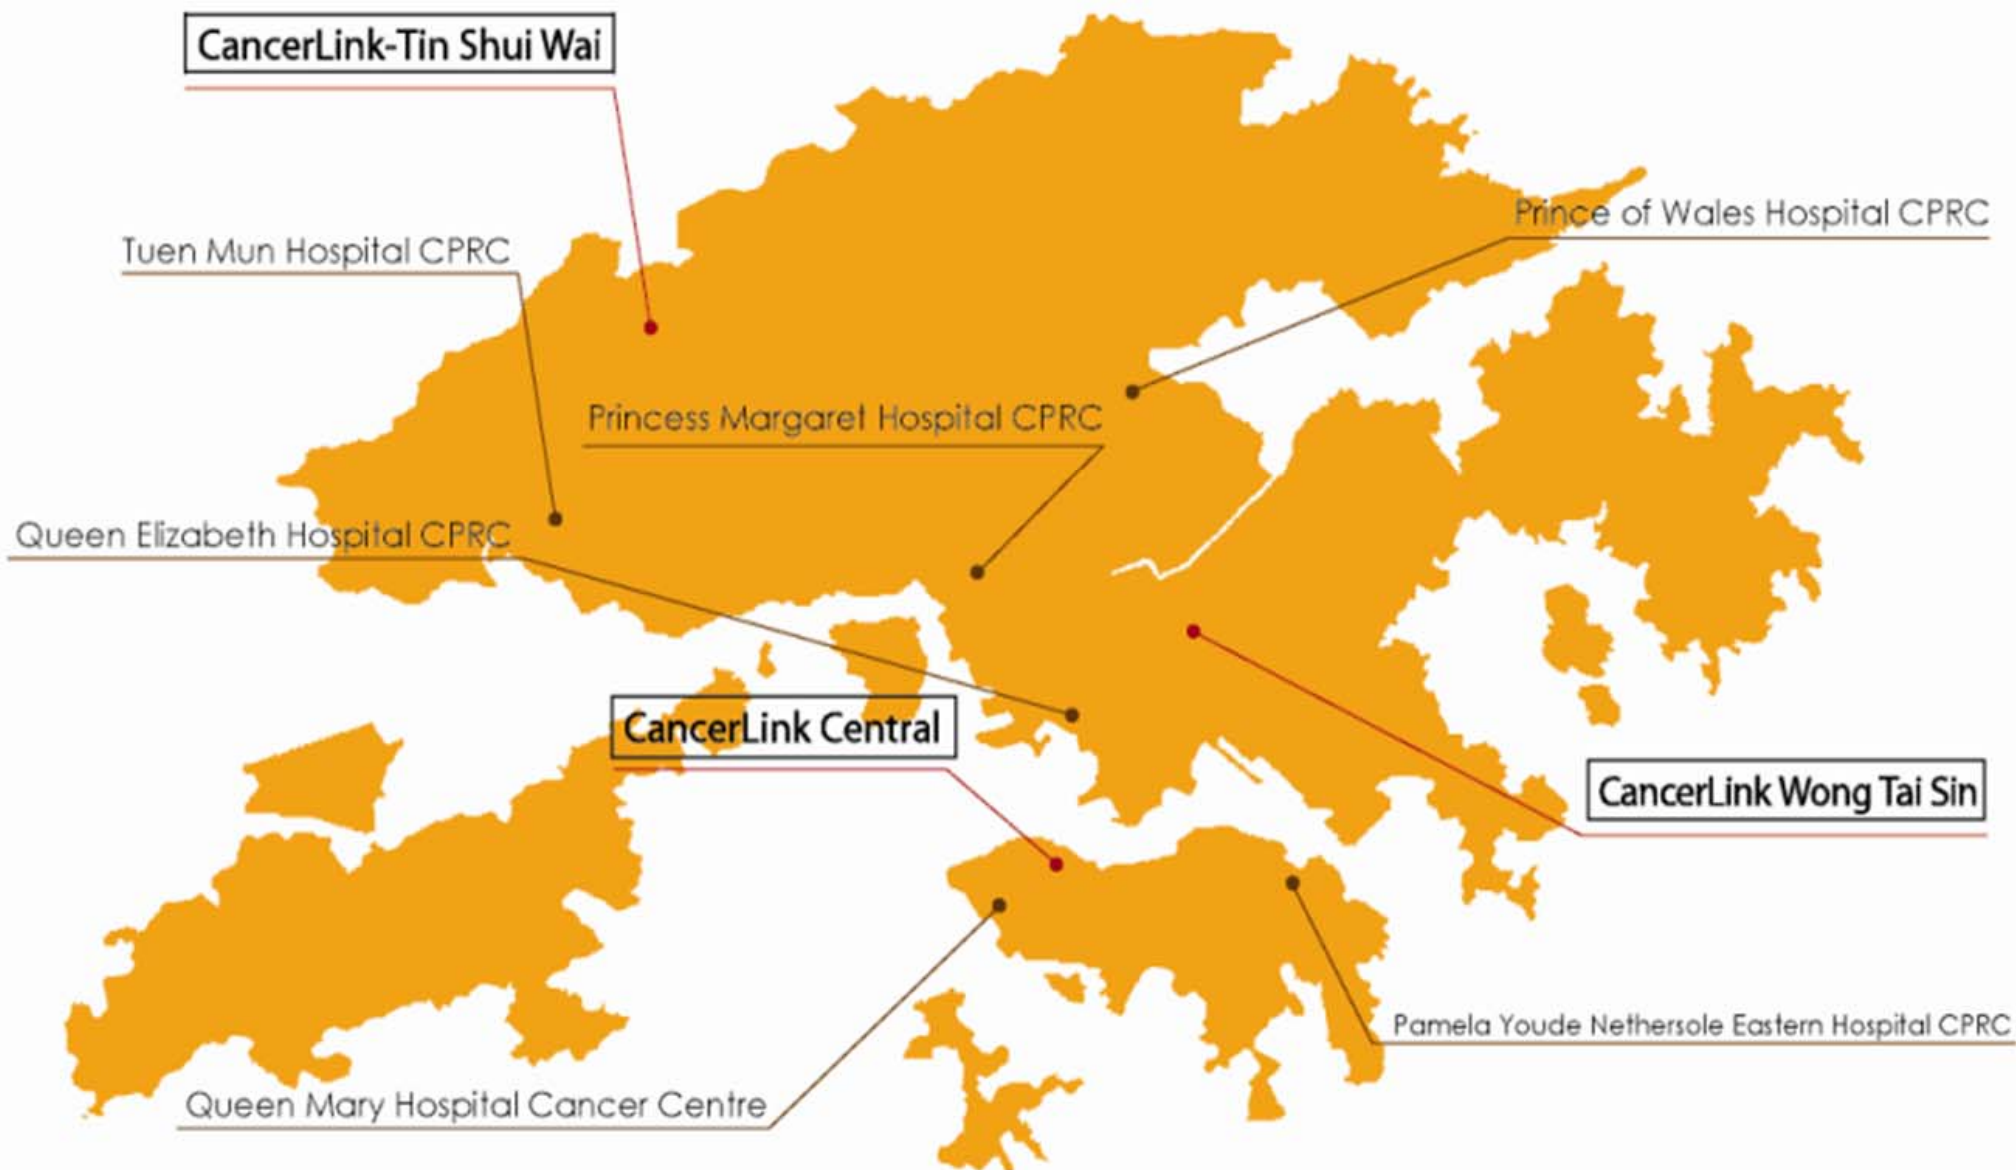 CancerLink-Tin Shui Wai
Prince of Wales Hospital CPRC
Tuen Mun Hospital CPRC
Princess Margaret Hospital CPRC
Queen Elizabeth Hospital CPRC
CancerLink Central
CancerLink Wong Tai Sin
Pamela Youde Nethersole Eastern Hospital CPRC
Queen Mary Hospital Cancer Centre